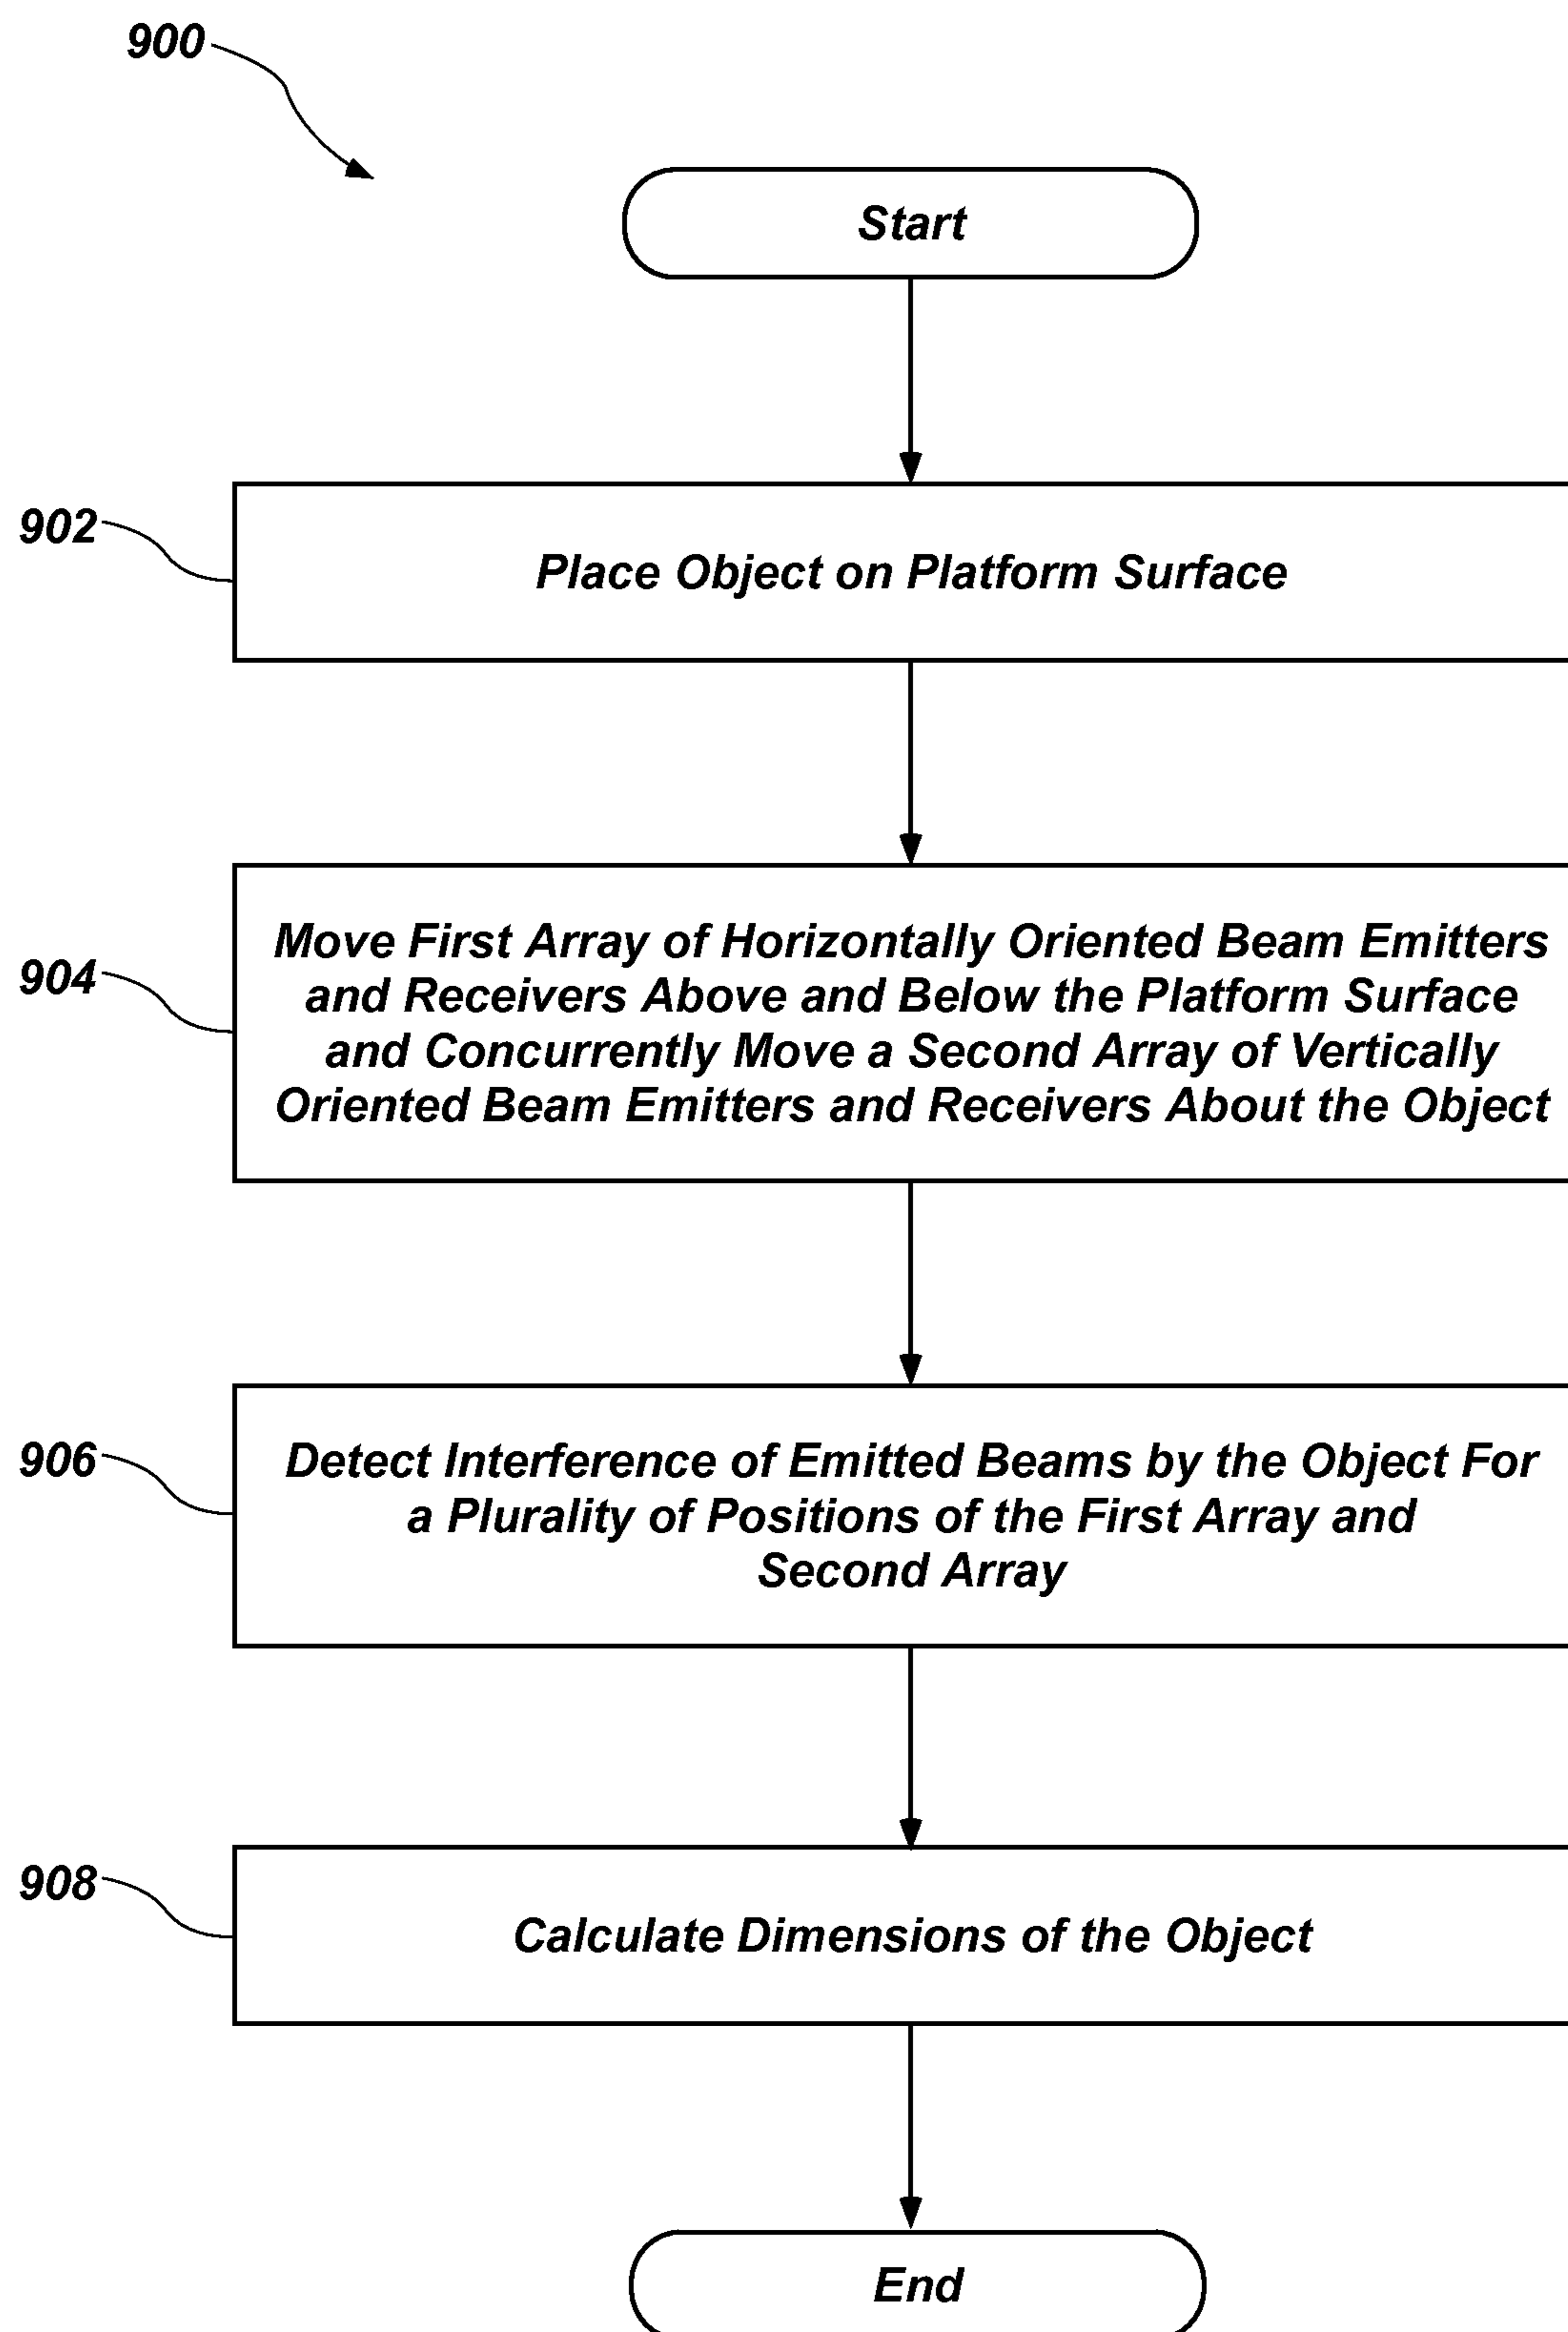 900
Start
902
Place Object on Platform Surface
904
Move First Array of Horizontally Oriented Beam Emitters
and Receivers Above and Below the Platform Surface
and Concurrently Move a Second Array of Vertically
Oriented Beam Emitters and Receivers About the Object
906
Detect Interference of Emitted Beams by the Object For
a Plurality of Positions of the First Array and
Second Array
908
Calculate Dimensions of the Object
End